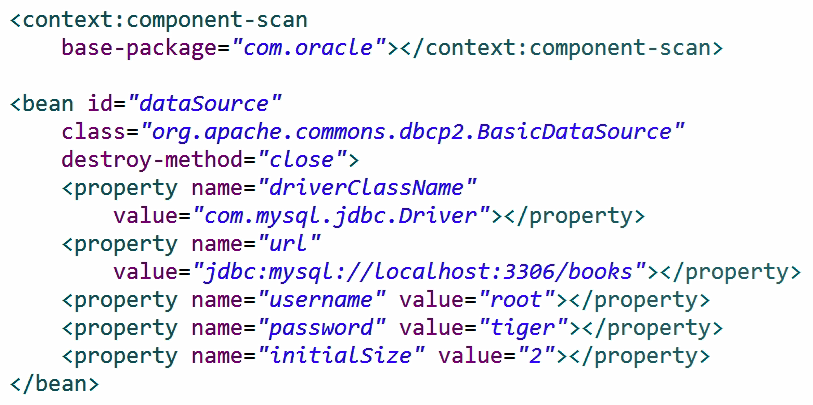 <context:component-scan
    base-package="com.oracle"></context:component-scan>

<bean id="dataSource"
    class="org.apache.commons.dbcp2.BasicDataSource"
    destroy-method="close">
    <property name="driverClassName"
        value="com.mysql.jdbc.Driver"></property>
    <property name="url"
        value="jdbc:mysql://localhost:3306/books"></property>
    <property name="username" value="root"></property>
    <property name="password" value="tiger"></property>
    <property name="initialSize" value="2"></property>
</bean>